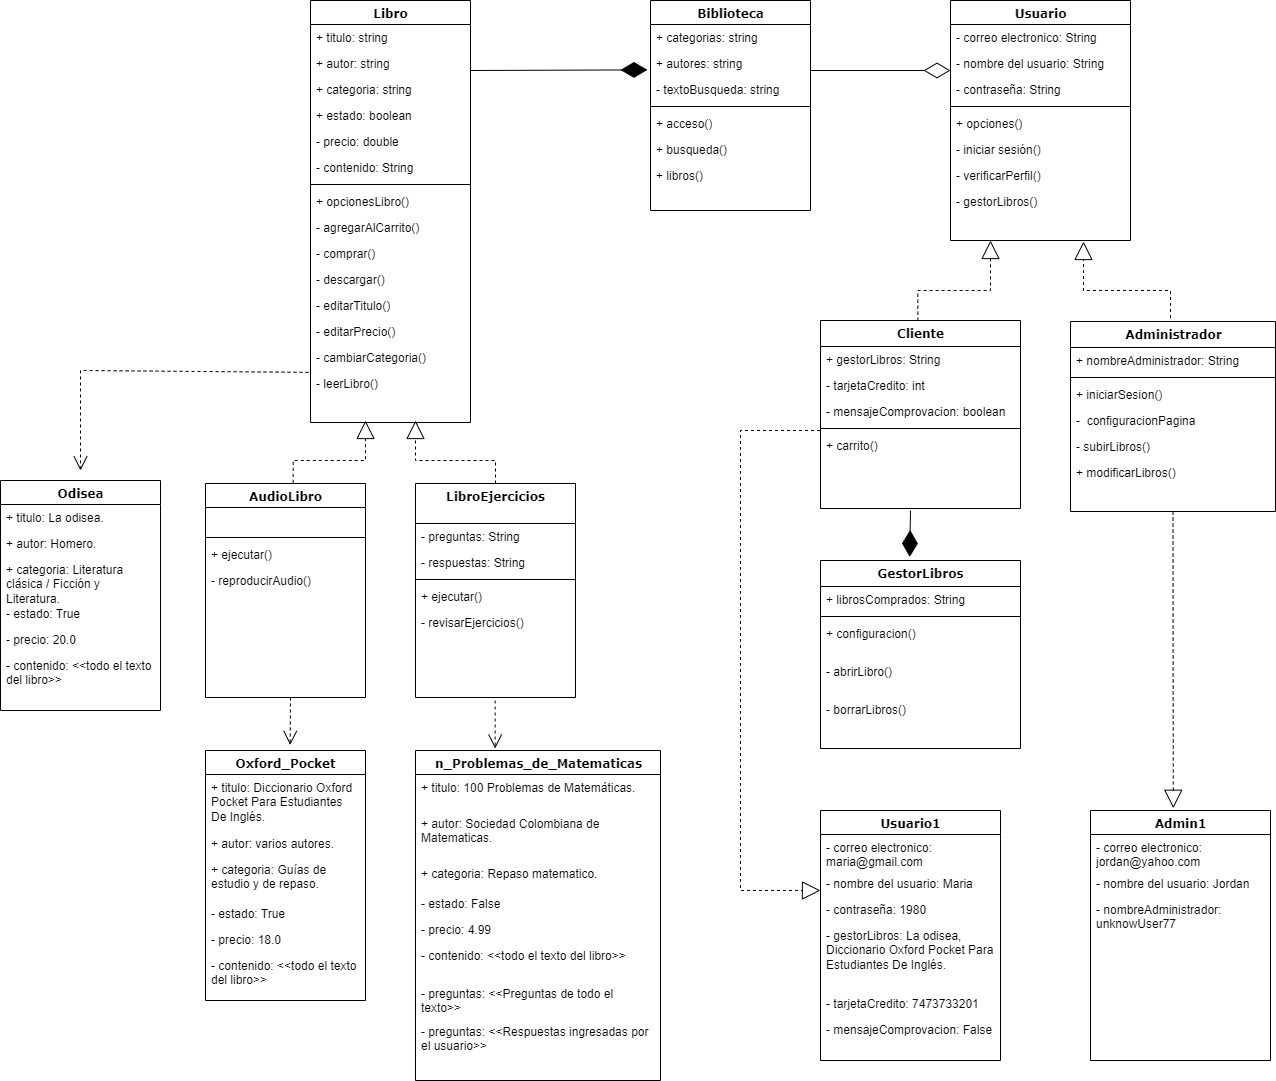 Libro
+ titulo: string
+ autor: string
+ categoria: string
+ estado: boolean
- precio: double
- contenido: String
+ opcionesLibro()
- agregarAlCarrito()
- comprar()
- descargar()
- editarTitulo()
- editarPrecio()
- cambiarCategoria()
- leerLibro()
Biblioteca
+ categorias: string
+ autores: string
- textoBusqueda: string
+ acceso()
+ busqueda()
+ libros()
Usuario
- correo electronico: String
- nombre del usuario: String
- contraseña: String
+ opciones()
- iniciar sesión()
- verificarPerfil()
- gestorLibros()
Cliente
+ gestorLibros: String
- tarjetaCredito: int
- mensajeComprovacion: boolean
+ carrito()
Administrador
+ nombreAdministrador: String
+ iniciarSesion()
- configuracionPagina
- subirLibros()
+ modificarLibros()
Odisea
+ titulo: La odisea.
+ autor: Homero.
+ categoria: Literatura
clásica / Ficción y
Literatura.
- estado: True
- precio: 20.0
- contenido: <<todo el texto
del libro>>
AudioLibro
+ ejecutar()
- reproducirAudio()
LibroEjercicios
- preguntas: String
- respuestas: String
+ ejecutar()
- revisarEjercicios()
GestorLibros
+ librosComprados: String
+ configuracion()
- abrirLibro()
- borrarLibros()
Oxford_Pocket
+ titulo: Diccionario Oxford
Pocket Para Estudiantes
De Inglés.
+ autor: varios autores.
+ categoria: Guías de
estudio y de repaso.
- estado: True
- precio: 18.0
- contenido: <<todo el texto
del libro>>
n_Problemas_de_Matematicas
+ titulo: 100 Problemas de Matemáticas.
+ autor: Sociedad Colombiana de
Matematicas.
+ categoria: Repaso matematico.
- estado: False
- precio: 4.99
- contenido: <<todo el texto del libro>>
- preguntas: <<Preguntas de todo el
texto>>
- preguntas: <<Respuestas ingresadas por
el usuario>>
Usuario1
- correo electronico:
maria@gmail.com
- nombre del usuario: Maria
- contraseña: 1980
- gestorLibros: La odisea,
Diccionario Oxford Pocket Para
Estudiantes De Inglés.
- tarjetaCredito: 7473733201
- mensajeComprovacion: False
Admin1
- correo electronico:
jordan@yahoo.com
- nombre del usuario: Jordan
- nombreAdministrador:
unknowUser77